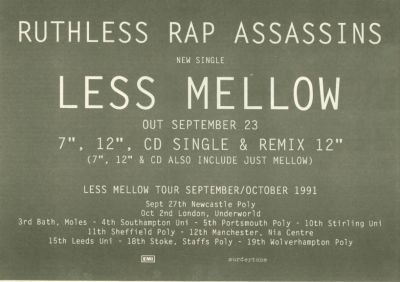 RUTHLESS RAP ASSASSINS
NEW SINGLE
LESS MELLOW
OUT SEPTEMBER 23
7", 12", CD SINGLE & REMIX 12"
(7", 12" & CD ALSO INCLUDE JUST MELLOW)
LESS MELLOW TOUR SEPTEMBER/OCTOBER 1991
Sept 27th Newcastle Poly
Oct 2nd London, Underworld
3rd Bath, Moles - 4th Southampton Uni - 5th Portsmouth Poly - 10th Stirling Uni
11th Sheffield Poly - 12th Manchester, Nia Centre
15th Leeds Uni - 18th Stoke, Staffs Poly - 19th Wolverhampton Poly
EMI murdertone